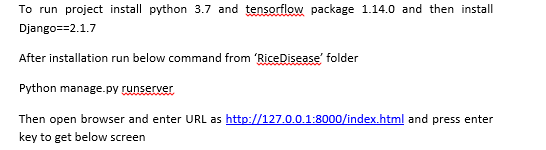 To run project install python 3.7 and tensorflow package 1.14.0 and then install
Django==2.1.7
After installation run below command from ‘RiceDisease’ folder
Python manage.py runserver
Then open browser and enter URL as http://127.0.0.1:8000/index.html and press enter
key to get below screen